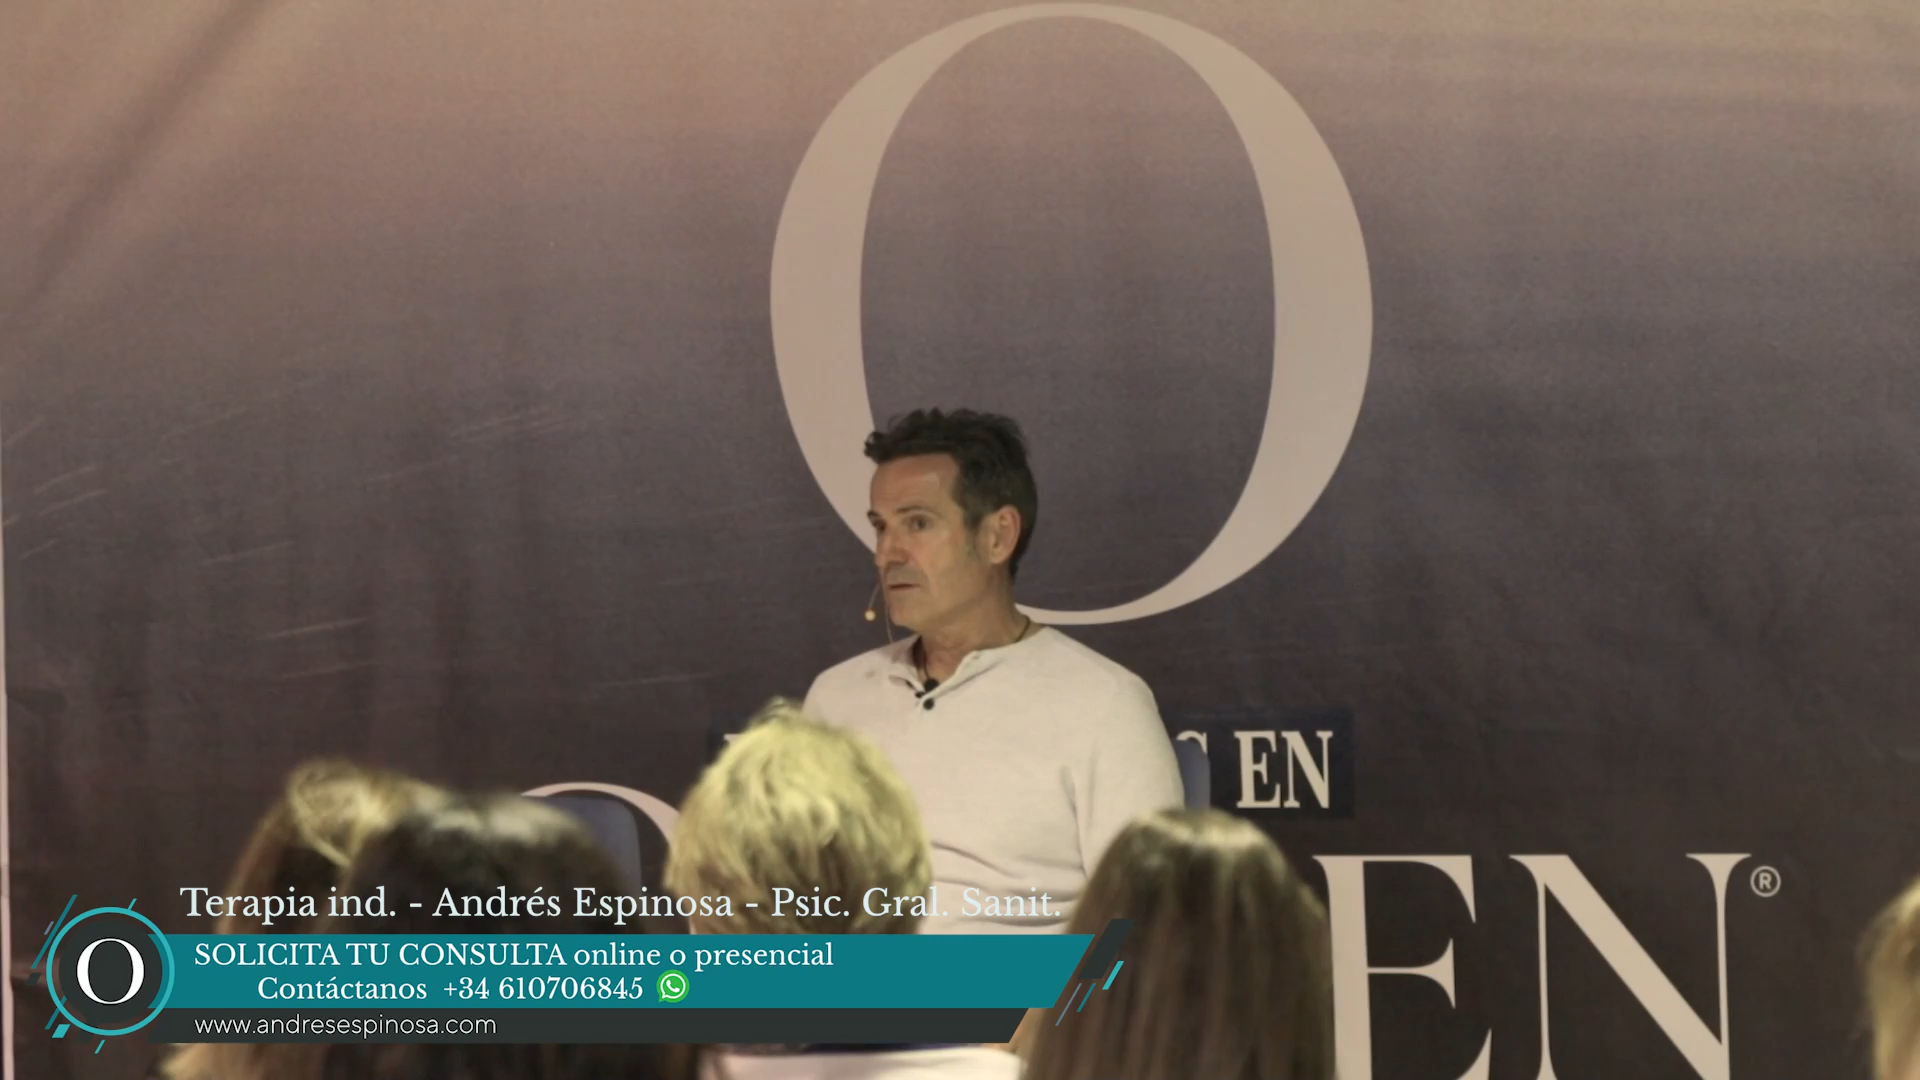 O
EN
EN®
Terapia ind. - Andrés Espinosa - Psic. Gral. Sanit.
O
SOLICITA TU CONSULTA online o presencial
Contáctanos +34 610706845
www.andresespinosa.com